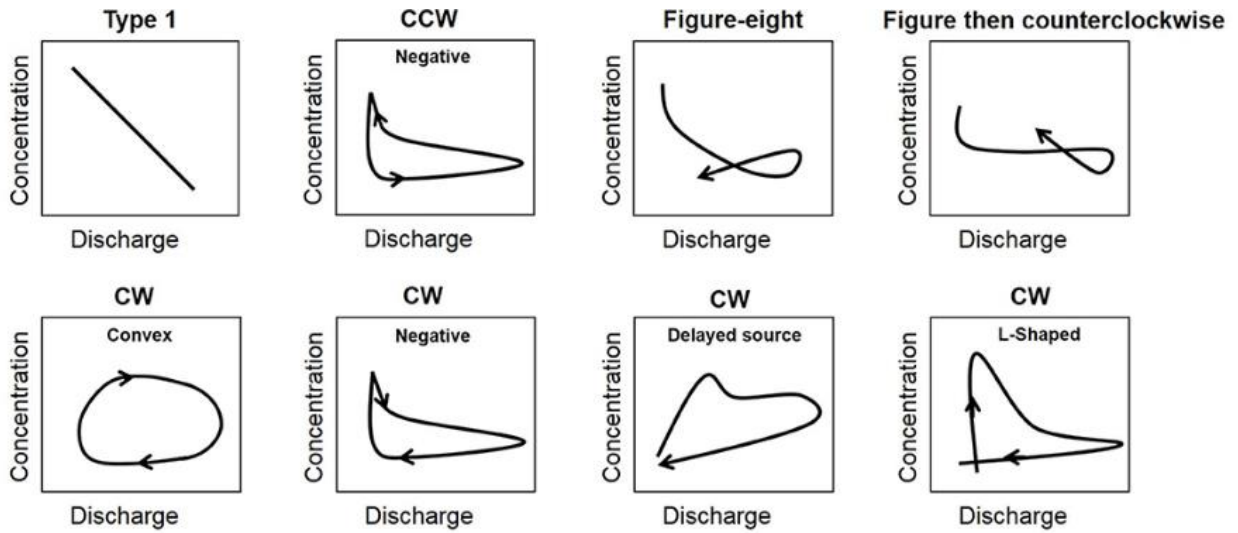 Type 1
CCW
Figure-eight
Figure then counterclockwise
Negative
Concentration
Concentration
Concentration
Concentration
Discharge
Discharge
Discharge
Discharge
CW
CW
CW
CW
Convex
Negative
Delayed source
L-Shaped
Concentration
Concentration
Concentration
Concentration
Discharge
Discharge
Discharge
Discharge